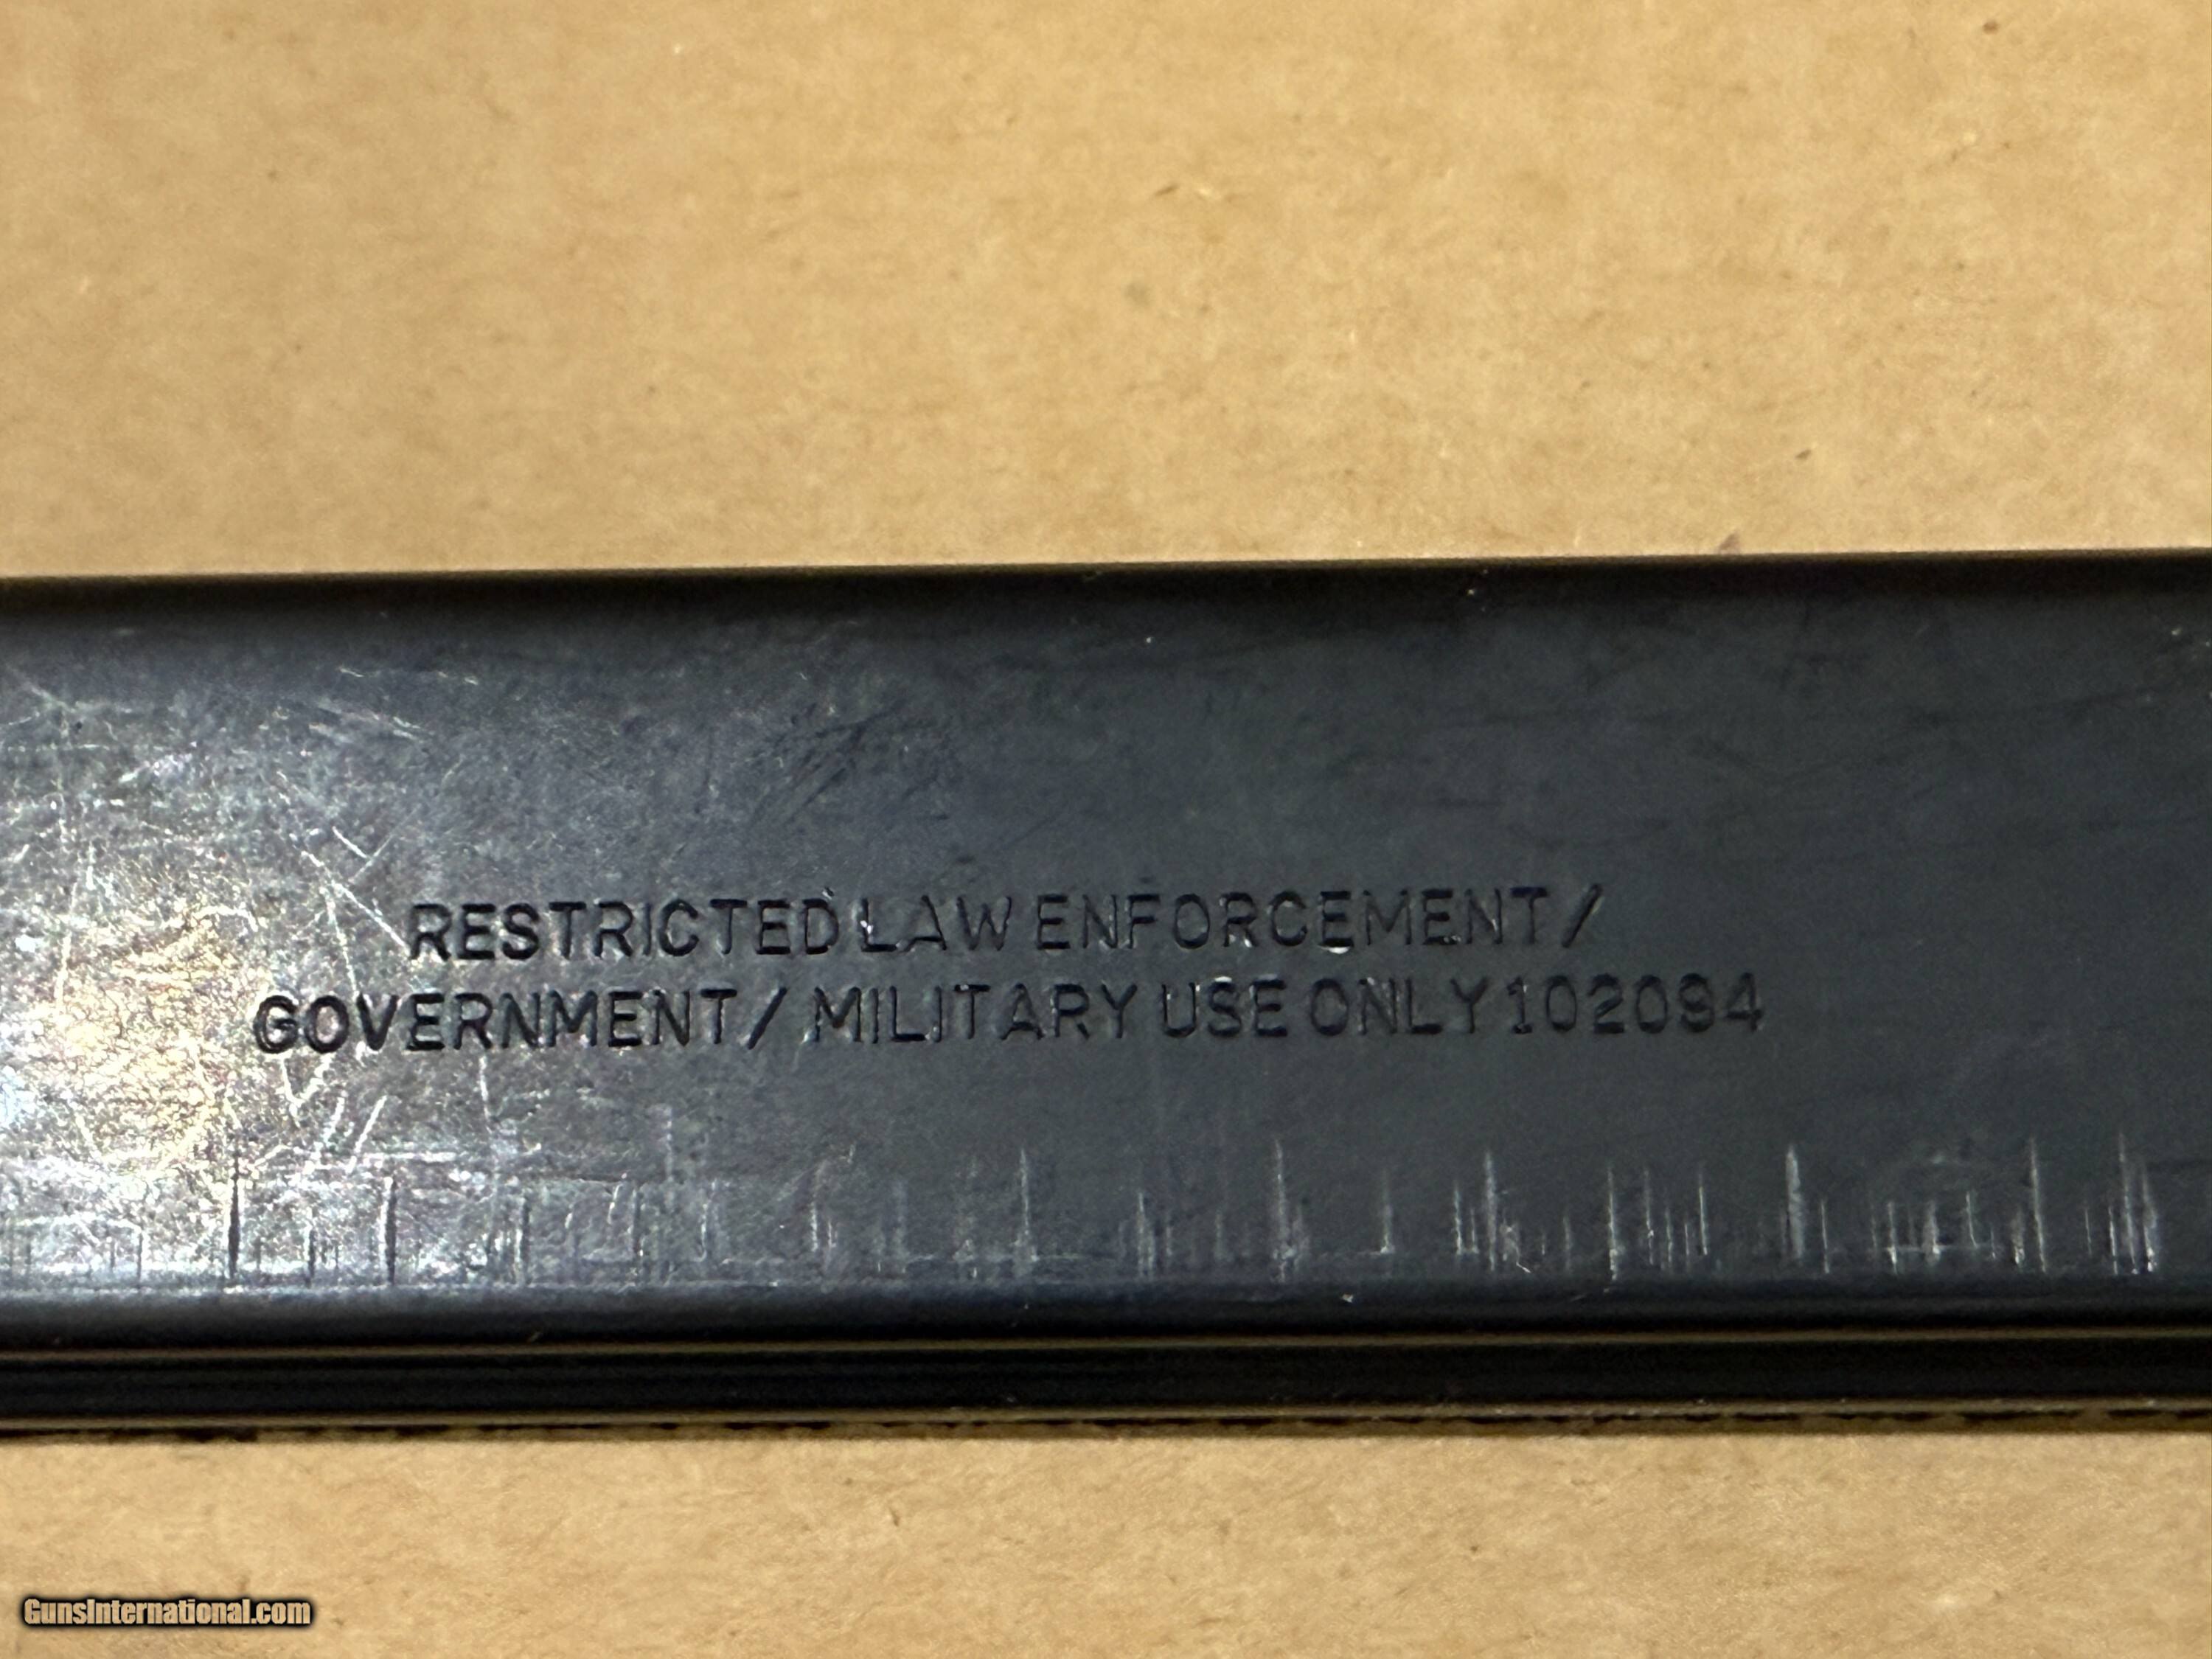 RESTRICTED LAW ENFORCEMENT/
GOVERNMENT/ MILITARY USE ONLY 102094
GunsInternational.com